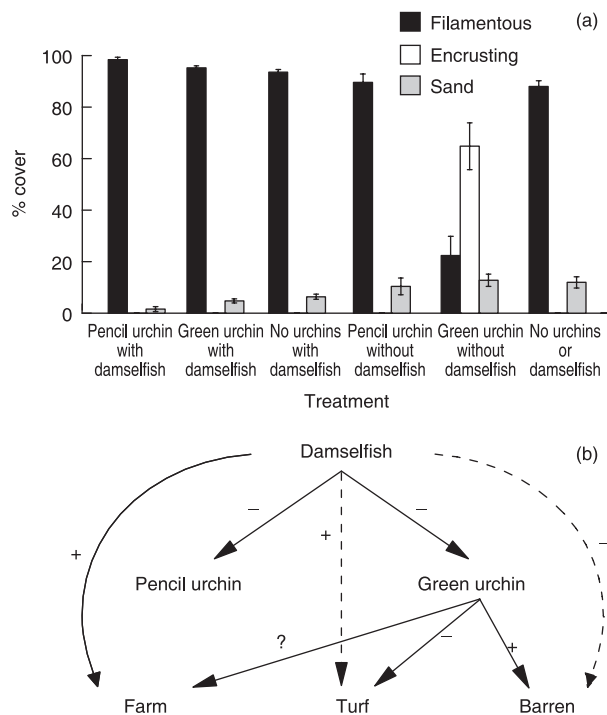 (a)
Filamentous
Encrusting
Sand
100
80
60
40
20
0
% cover
Pencil urchin with damselfish
Green urchin with damselfish
No urchins with damselfish
Pencil urchin without damselfish
Green urchin without damselfish
No urchins or damselfish
Treatment
(b)
Damselfish
– – + + –
Pencil urchin Green urchin
? – +
Farm Turf Barren